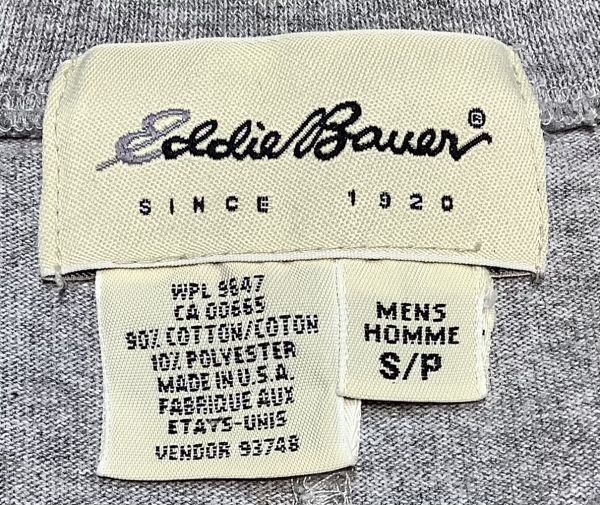 Eddie Bauer®
SINCE 1920
WPL 9847
CA 00665
90% COTTON/COTON
10% POLYESTER
MADE IN U.S.A.
FABRIQUE AUX
ETATS-UNIS
VENDOR 93748
MENS
HOMME
S/P